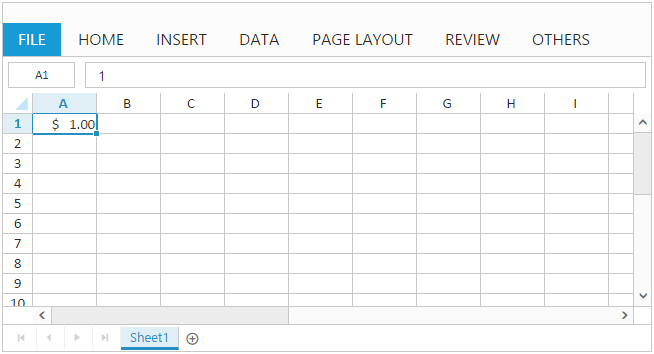 FILE HOME INSERT DATA PAGE LAYOUT REVIEW OTHERS
A1 1
A B C D E F G H I
1 $ 1.00
2
3
4
5
6
7
8
9
10
Sheet1